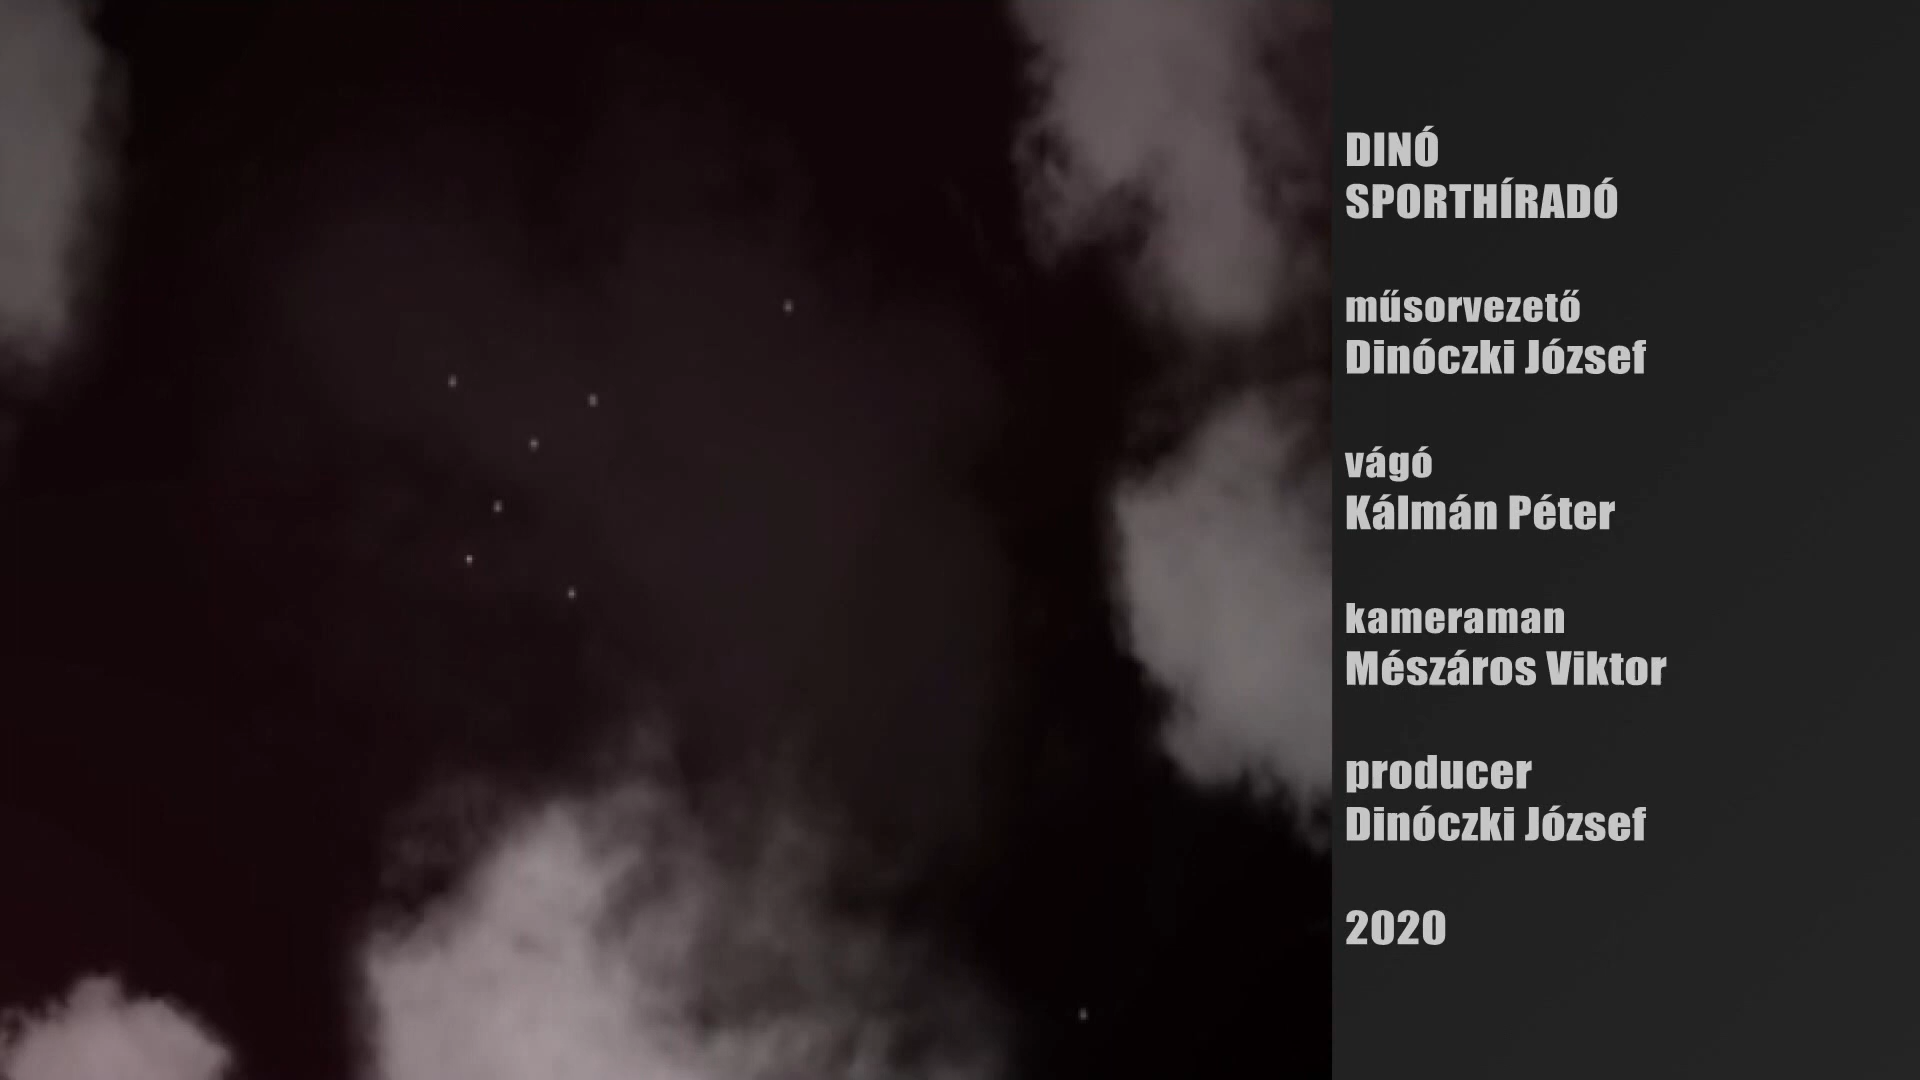 DINÓ
SPORTHÍRADÓ
műsorvezető
Dinóczki József
vágó
Kálmán Péter
kameraman
Mészáros Viktor
producer
Dinóczki József
2020